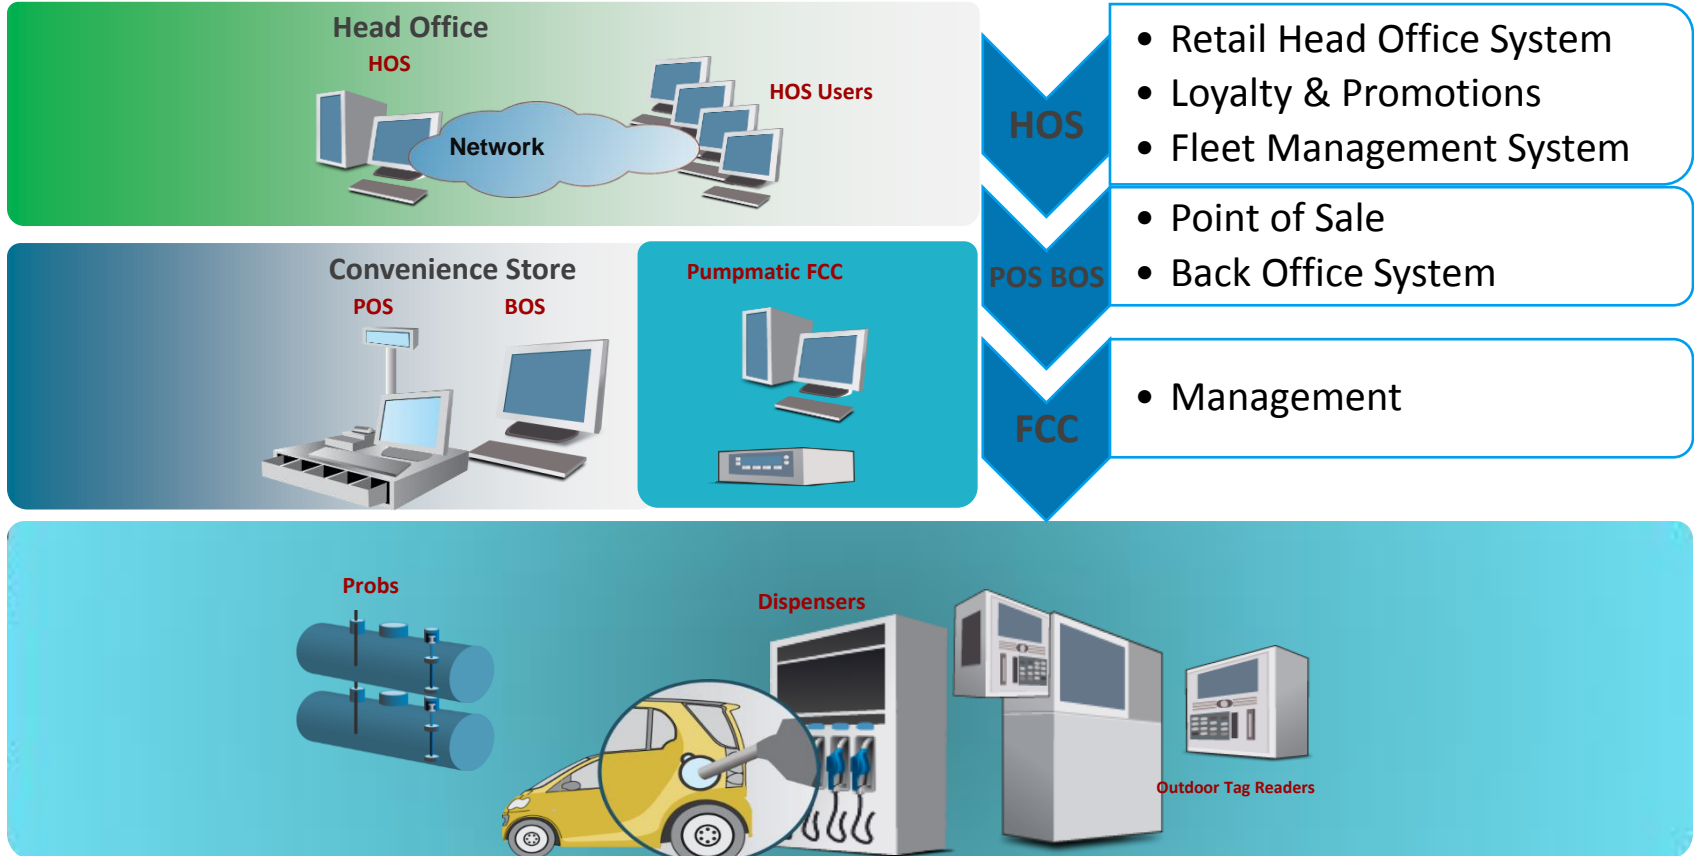 Head Office
HOS
HOS Users
Network
HOS
• Retail Head Office System
• Loyalty & Promotions
• Fleet Management System
Convenience Store
POS
BOS
Pumpmatic FCC
POS BOS
• Point of Sale
• Back Office System
FCC
• Management
Probs
Dispensers
Outdoor Tag Readers